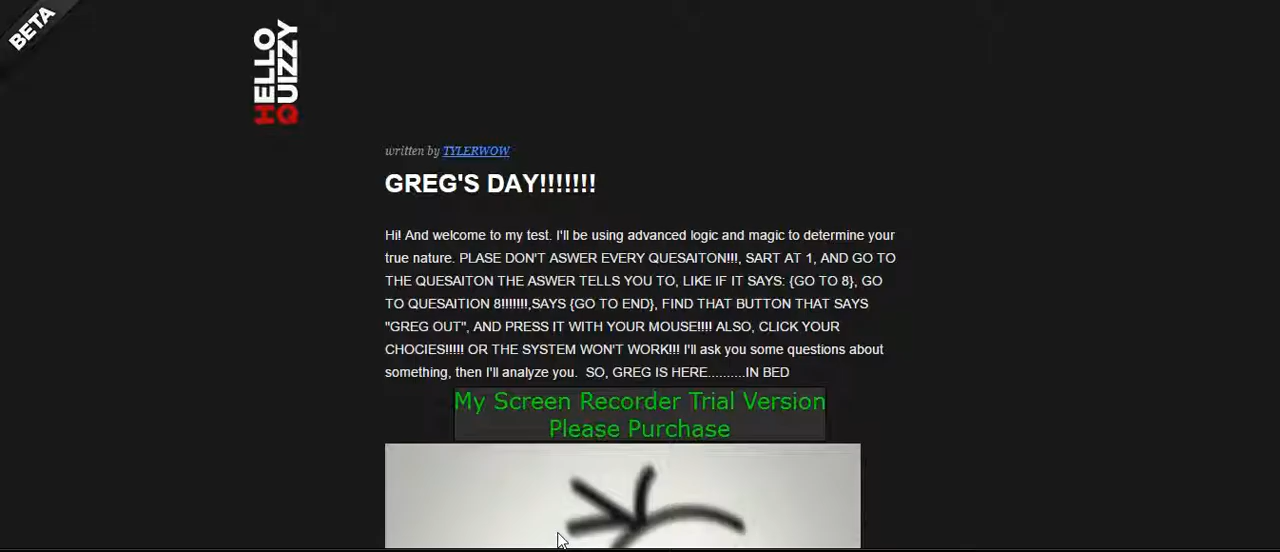 BETA
HELLO
QUIZZY
written by TYLERWOW
GREG'S DAY!!!!!!!
Hi! And welcome to my test. I'll be using advanced logic and magic to determine your
true nature. PLASE DON'T ASWER EVERY QUESAITON!!!, SART AT 1, AND GO TO
THE QUESAITON THE ASWER TELLS YOU TO, LIKE IF IT SAYS: {GO TO 8}, GO
TO QUESAITION 8!!!!!!!,SAYS {GO TO END}, FIND THAT BUTTON THAT SAYS
"GREG OUT", AND PRESS IT WITH YOUR MOUSE!!!! ALSO, CLICK YOUR
CHOCIES!!!!! OR THE SYSTEM WON'T WORK!!! I'll ask you some questions about
something, then I'll analyze you.  SO, GREG IS HERE..........IN BED
My Screen Recorder Trial Version
Please Purchase